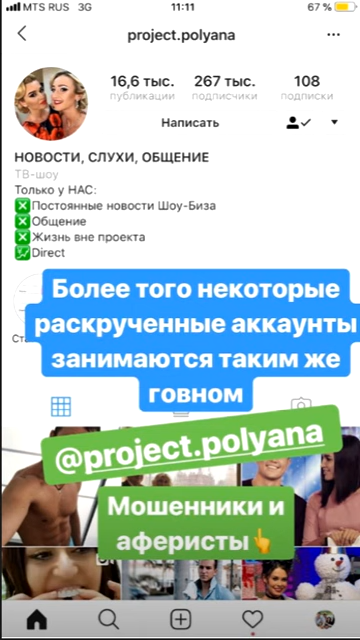 MTS RUS 3G 11:11 67 %
project.polyana
16,6 тыс. 267 тыс. 108
публикации подписчики подписки
Написать
НОВОСТИ, СЛУХИ, ОБЩЕНИЕ
ТВ-шоу
Только у НАС:
Постоянные новости Шоу-Биза
Общение
Жизнь вне проекта
Direct
Более того некоторые
раскрученные аккаунты
занимаются таким же
говном
@project.polyana
Мошенники и
аферисты👆